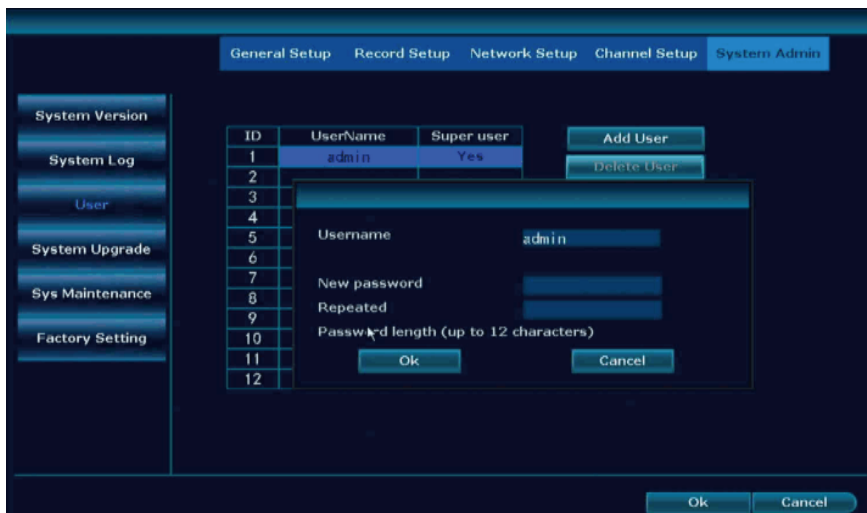 General Setup Record Setup Network Setup Channel Setup System Admin
System Version
System Log
User
System Upgrade
Sys Maintenance
Factory Setting
ID UserName Super user
1 admin Yes
2
3
4
5
6
7
8
9
10
11
12
Add User
Delete User
Username admin
New password
Repeated
Password length (up to 12 characters)
Ok Cancel
Ok Cancel